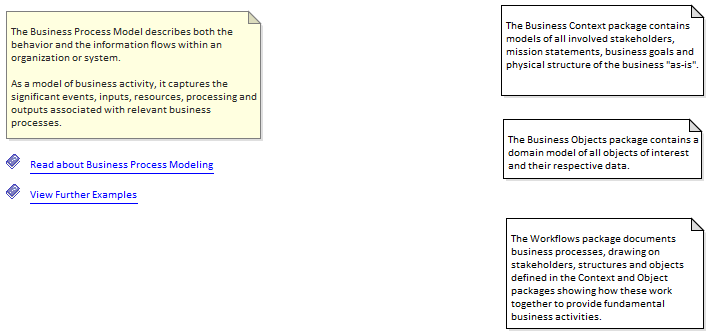 The Business Process Model describes both the
behavior and the information flows within an
organization or system.
As a model of business activity, it captures the
significant events, inputs, resources, processing and
outputs associated with relevant business
processes.
Read about Business Process Modeling
View Further Examples
The Business Context package contains
models of all involved stakeholders,
mission statements, business goals and
physical structure of the business "as-is".
The Business Objects package contains a
domain model of all objects of interest
and their respective data.
The Workflows package documents
business processes, drawing on
stakeholders, structures and objects
defined in the Context and Object
packages showing how these work
together to provide fundamental
business activities.